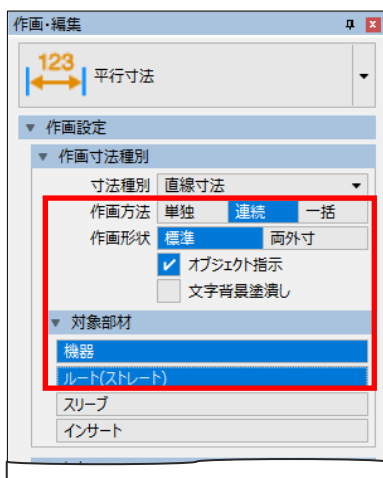 作画・編集
123
平行寸法
作画設定
作画寸法種別
寸法種別 直線寸法
作画方法 単独 連続 一括
作画形状 標準 両外寸
オブジェクト指示
文字背景塗潰し
対象部材
機器
ルート(ストレート)
スリーブ
インサート